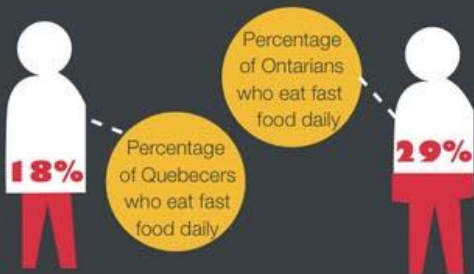 Percentage
of Ontarians
who eat fast
food daily
29%
18%
Percentage
of Quebecers
who eat fast
food daily